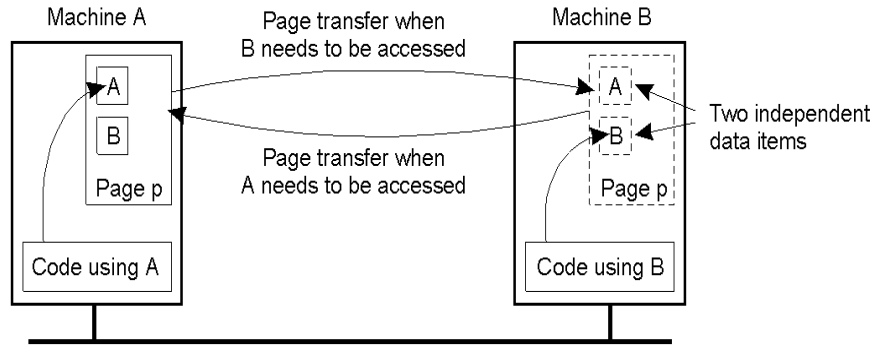 Machine A
Page transfer when
B needs to be accessed
Machine B
A
B
Page p
Code using A
Page transfer when
A needs to be accessed
A
B
Page p
Code using B
Two independent
data items